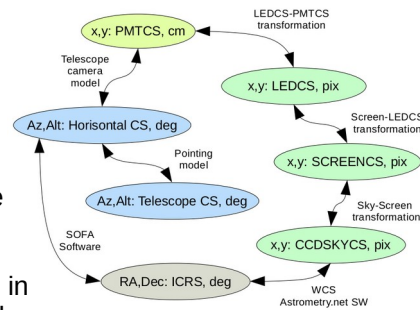 LEDCS-PMTCS
transformation
x,y: PMTCS, cm
Telescope
camera
model
x,y: LEDCS, pix
Screen-LEDCS
transformation
Az,Alt: Horisontal CS, deg
Pointing
model
x,y: SCREENCS, pix
Az,Alt: Telescope CS, deg
Sky-Screen
transformation
SOFA
Software
x,y: CCDSKYCS, pix
in
RA,Dec: ICRS, deg
WCS
Astrometry.net SW